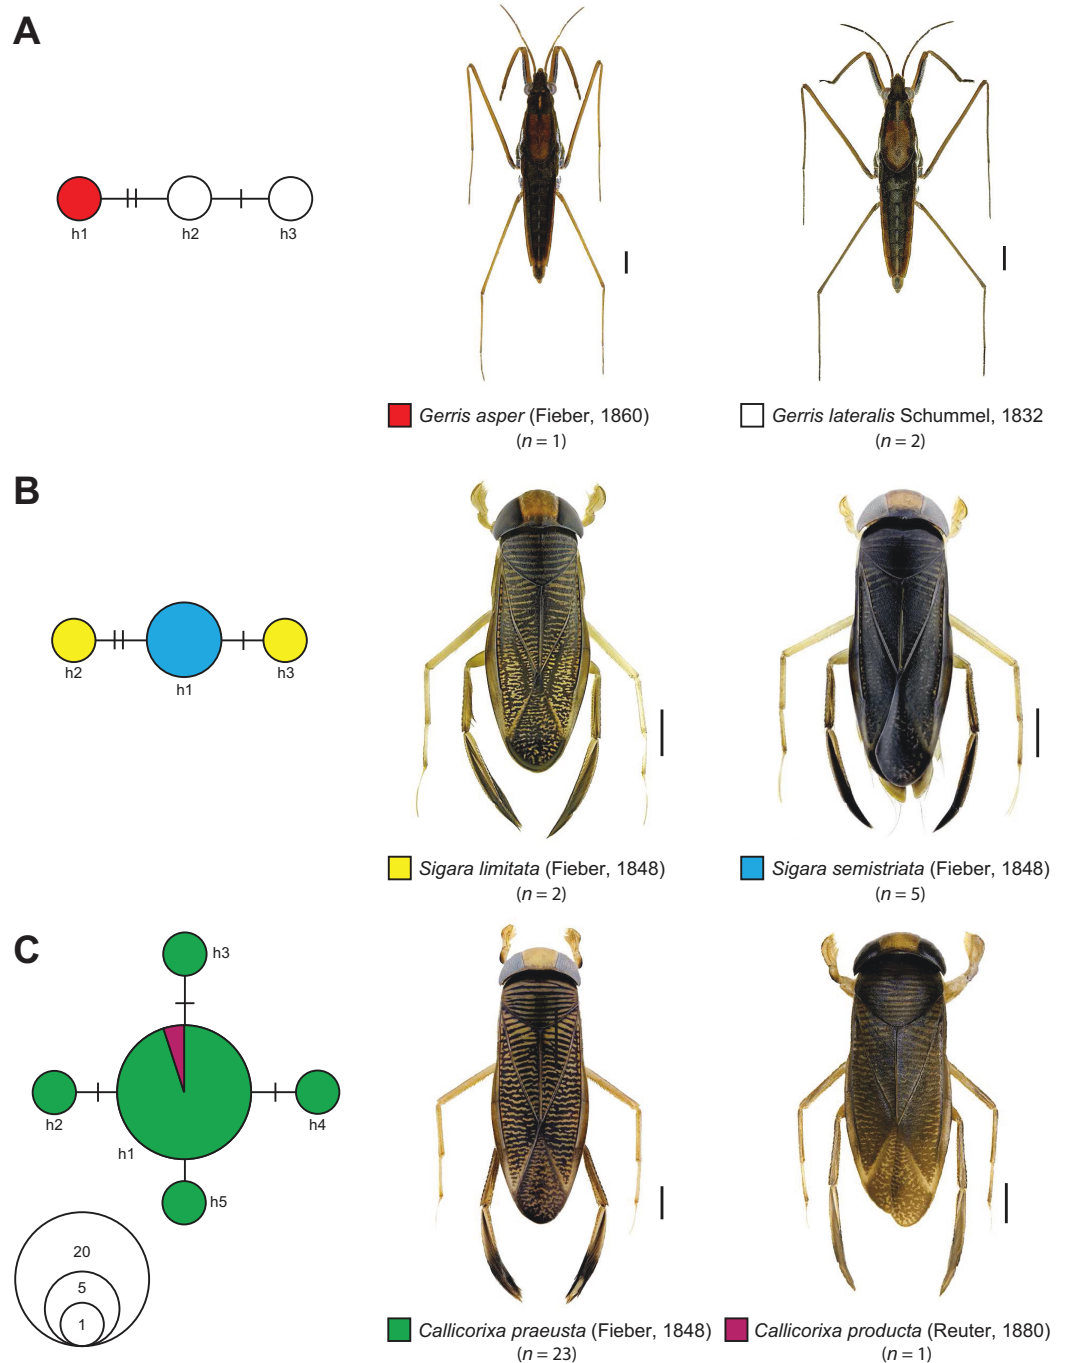 A
h1
h2
h3
Gerris asper (Fieber, 1860)
(n = 1)
Gerris lateralis Schummel, 1832
(n = 2)
B
h2
h1
h3
Sigara limitata (Fieber, 1848)
(n = 2)
Sigara semistriata (Fieber, 1848)
(n = 5)
C
h3
h2
h1
h4
h5
20
5
1
Callicorixa praeusta (Fieber, 1848)
(n = 23)
Callicorixa producta (Reuter, 1880)
(n = 1)